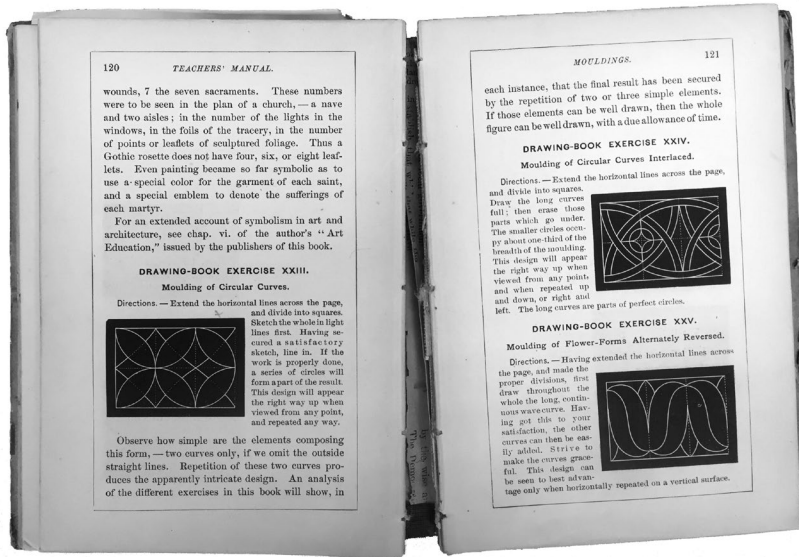 120 TEACHERS' MANUAL.
wounds, 7 the seven sacraments. These numbers
were to be seen in the plan of a church, — a nave
and two aisles; in the number of the lights in the
windows, in the foils of the tracery, in the number
of points or leaflets of sculptured foliage. Thus a
Gothic rosette does not have four, six, or eight leaf-
lets. Even painting became so far symbolic as to
use a special color for the garment of each saint,
and a special emblem to denote the sufferings of
each martyr.
For an extended account of symbolism in art and
architecture, see chap. vi. of the author's “Art
Education,” issued by the publishers of this book.
DRAWING-BOOK EXERCISE XXIII.
Moulding of Circular Curves.
Directions. — Extend the horizontal lines across the page,
and divide into squares.
Sketch the whole in light
lines first. Having se-
cured a satisfactory
sketch, line in. If the
work is properly done,
a series of circles will
form a part of the result.
This design will appear
the right way up when
viewed from any point,
and repeated any way.
Observe how simple are the elements composing
this form, — two curves only, if we omit the outside
straight lines. Repetition of these two curves pro-
duces the apparently intricate design. An analysis
of the different exercises in this book will show, in
MOULDINGS. 121
each instance, that the final result has been secured
by the repetition of two or three simple elements.
If those elements can be well drawn, then the whole
figure can be well drawn, with a due allowance of time.
DRAWING-BOOK EXERCISE XXIV.
Moulding of Circular Curves Interlaced.
Directions. — Extend the horizontal lines across the page,
and divide into squares.
Draw the long curves
full; then erase those
parts which go under.
The smaller circles occu-
py about one-third of the
breadth of the moulding.
This design will appear
the right way up when
viewed from any point,
and when repeated up
and down, or right and
left. The long curves are parts of perfect circles.
DRAWING-BOOK EXERCISE XXV.
Moulding of Flower-Forms Alternately Reversed.
Directions. — Having extended the horizontal lines across
the page, and made the
proper divisions, first
draw throughout the
whole the long, contin-
uous wave curve. Hav-
ing got this to your
satisfaction, the other
curves can then be eas-
ily added. Strive to
make the curves grace-
ful. This design can
be seen to best advan-
tage only when horizontally repeated on a vertical surface.